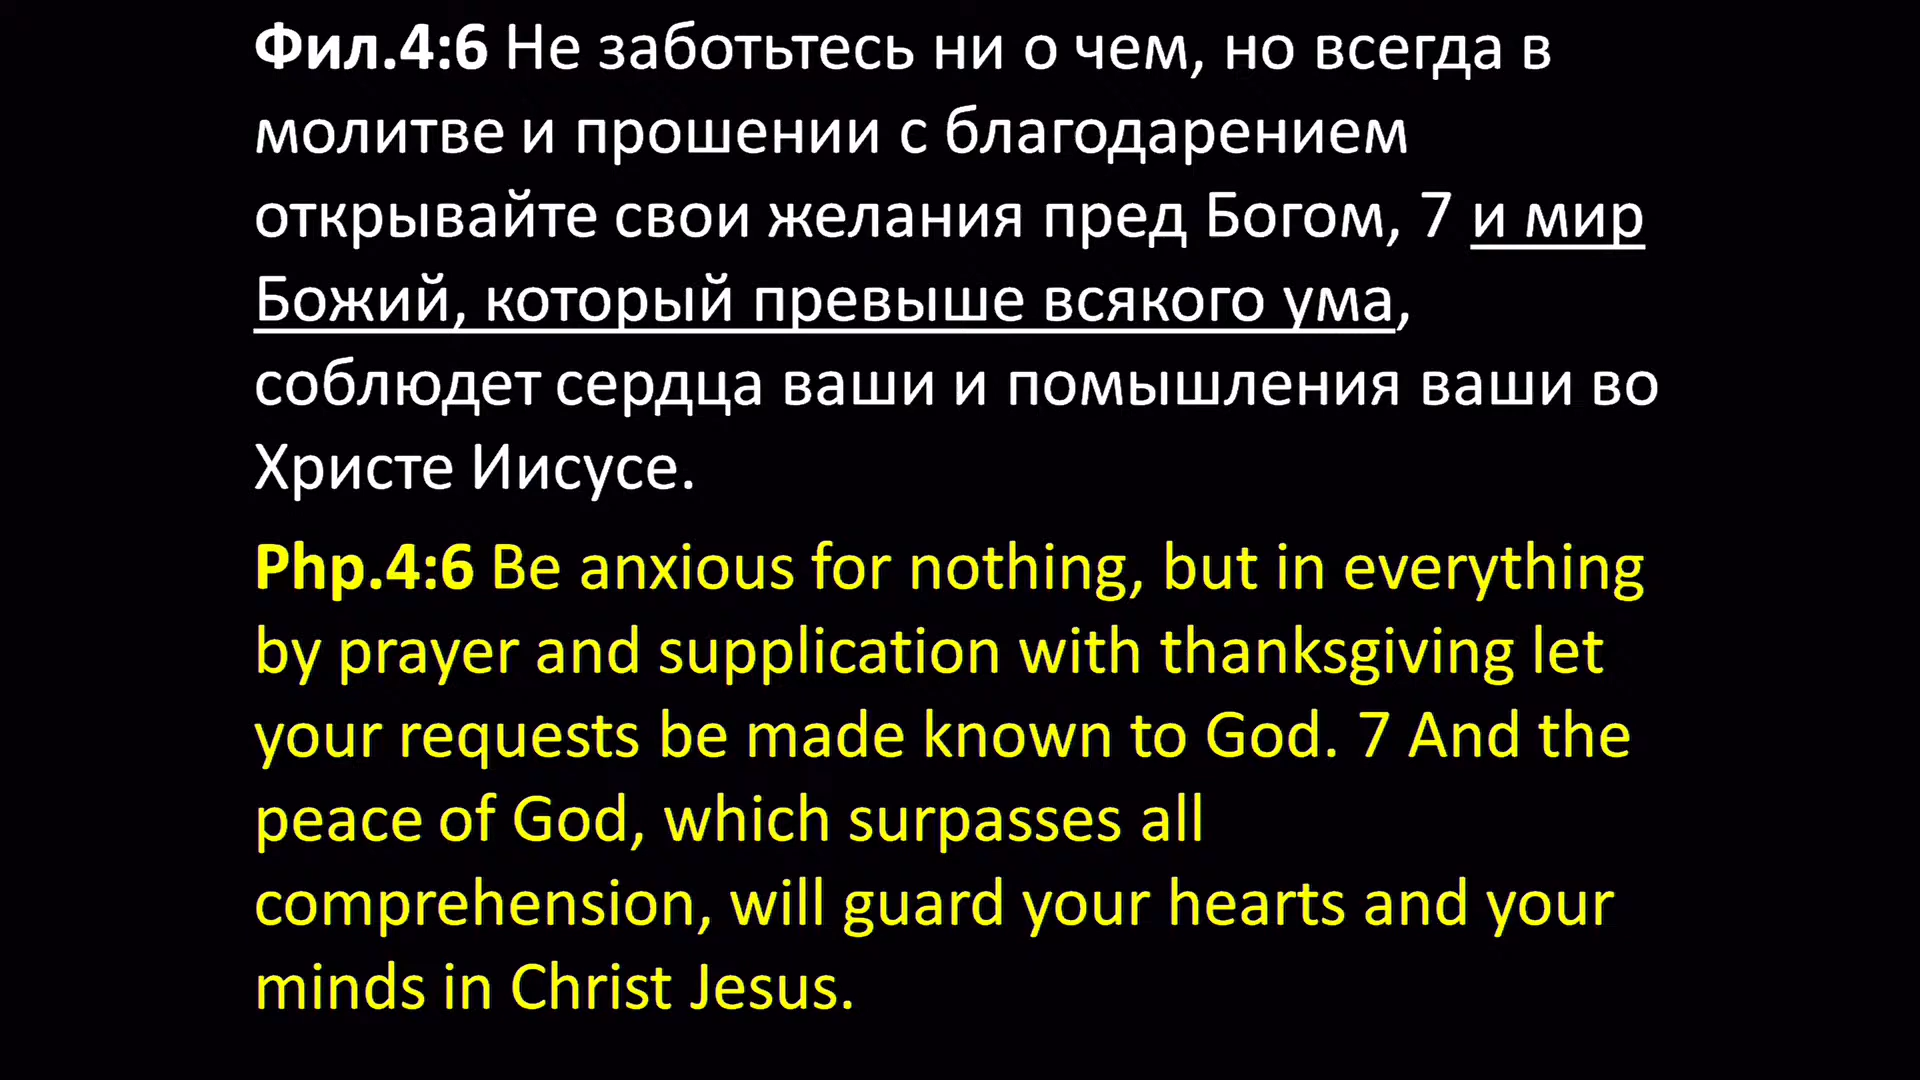 Фил.4:6 Не заботьтесь ни о чем, но всегда в
молитве и прошении с благодарением
открывайте свои желания пред Богом, 7 и мир
Божий, который превыше всякого ума,
соблюдет сердца ваши и помышления ваши во
Христе Иисусе.
Php.4:6 Be anxious for nothing, but in everything
by prayer and supplication with thanksgiving let
your requests be made known to God. 7 And the
peace of God, which surpasses all
comprehension, will guard your hearts and your
minds in Christ Jesus.